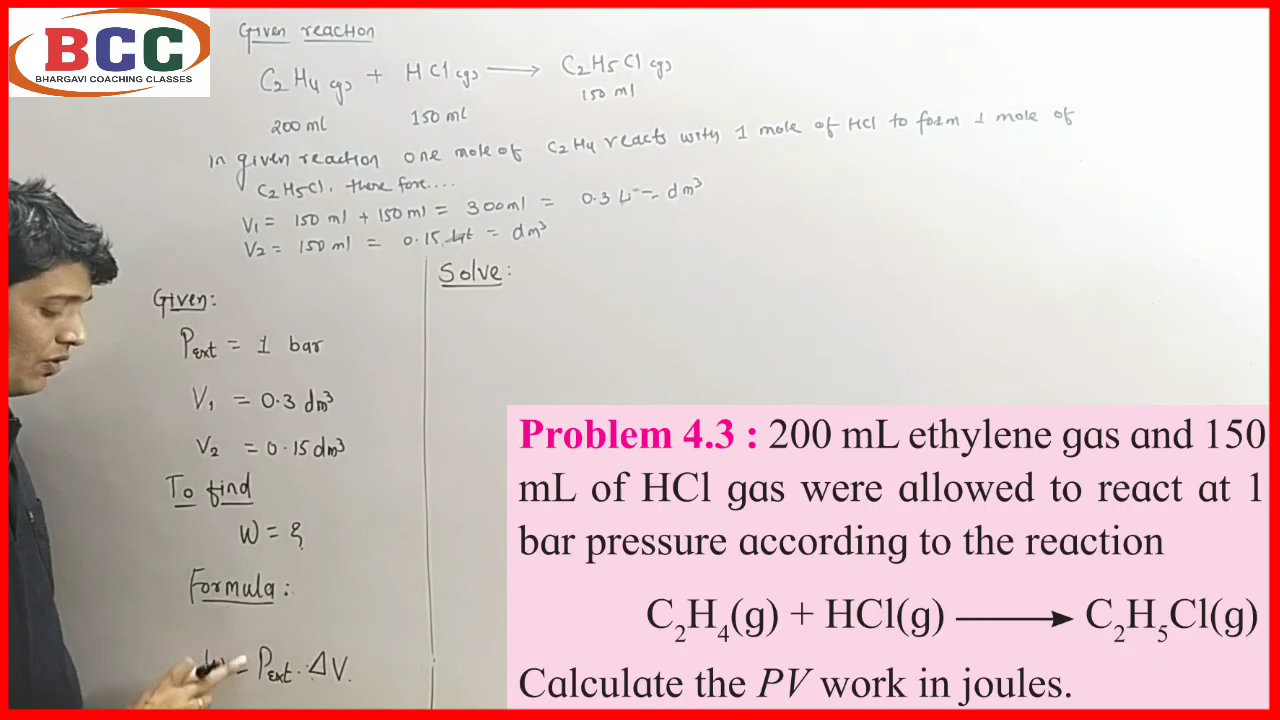 BCC
BHARGAVI COACHING CLASSES
Given reaction
C2H4(g) + HCl(g) ⟶ C2H5Cl(g)
200 ml 150 ml 150 ml
in given reaction one mole of C2H4 reacts with 1 mole of HCl to form 1 mole of
C2H5Cl, there fore....
V1 = 150 ml + 150 ml = 300 ml = 0.3 = dm³
V2 = 150 ml = 0.15 Lit = dm³
Given:
Pext = 1 bar
V1 = 0.3 dm³
V2 = 0.15 dm³
To find
W = ?
Formula:
= Pext . ΔV.
Solve:
Problem 4.3 : 200 mL ethylene gas and 150
mL of HCl gas were allowed to react at 1
bar pressure according to the reaction
C₂H₄(g) + HCl(g) ⟶ C₂H₅Cl(g)
Calculate the PV work in joules.